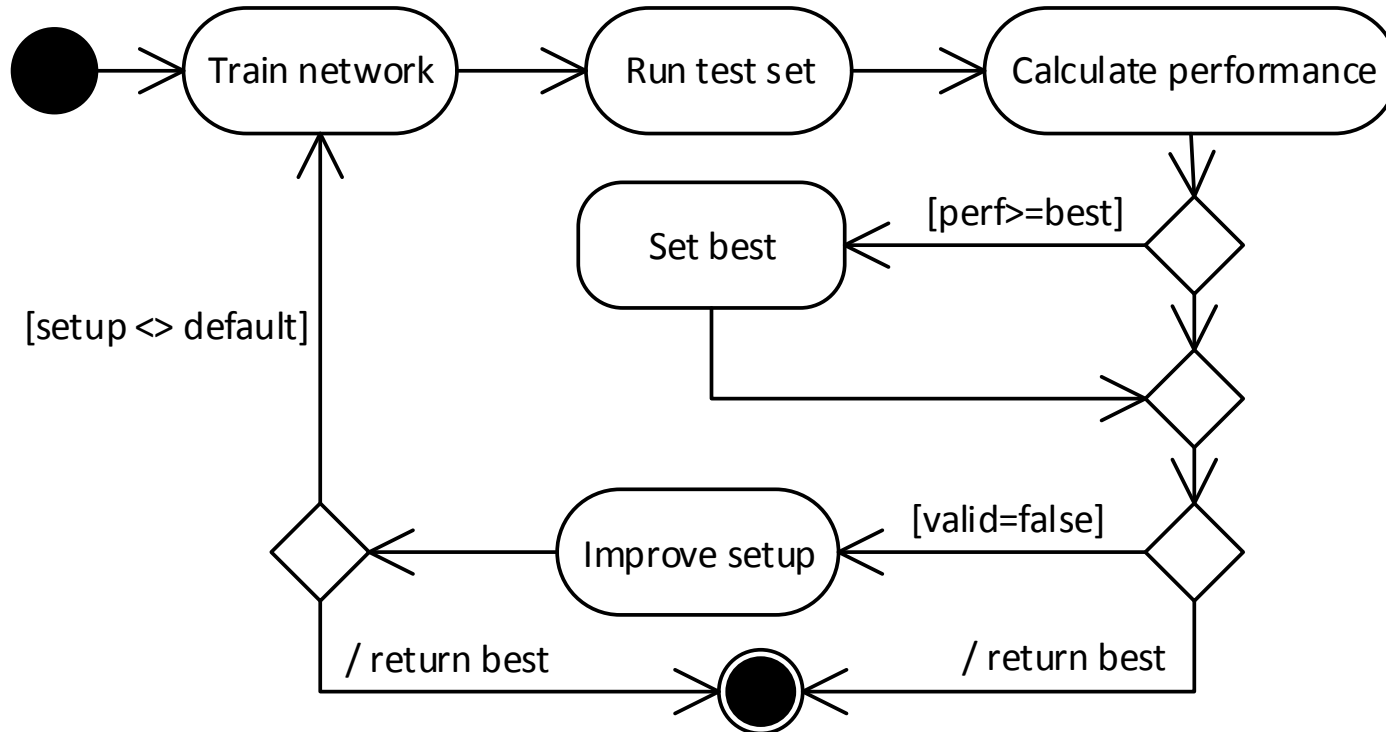 Train network
Run test set
Calculate performance
[perf>=best]
Set best
[setup <> default]
[valid=false]
Improve setup
/ return best
/ return best